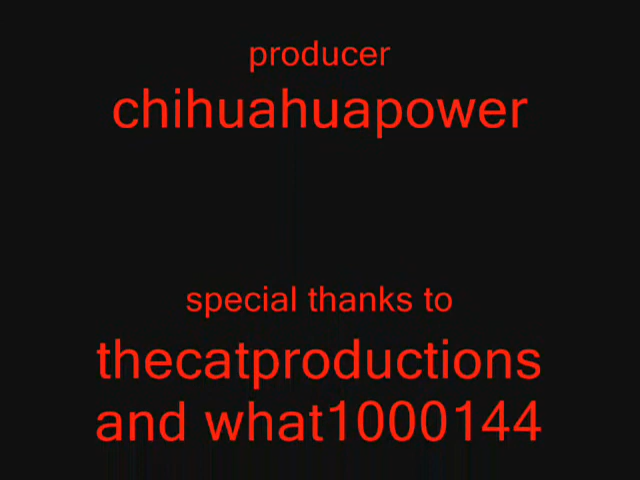 producer
chihuahuapower
special thanks to
thecatproductions
and what1000144